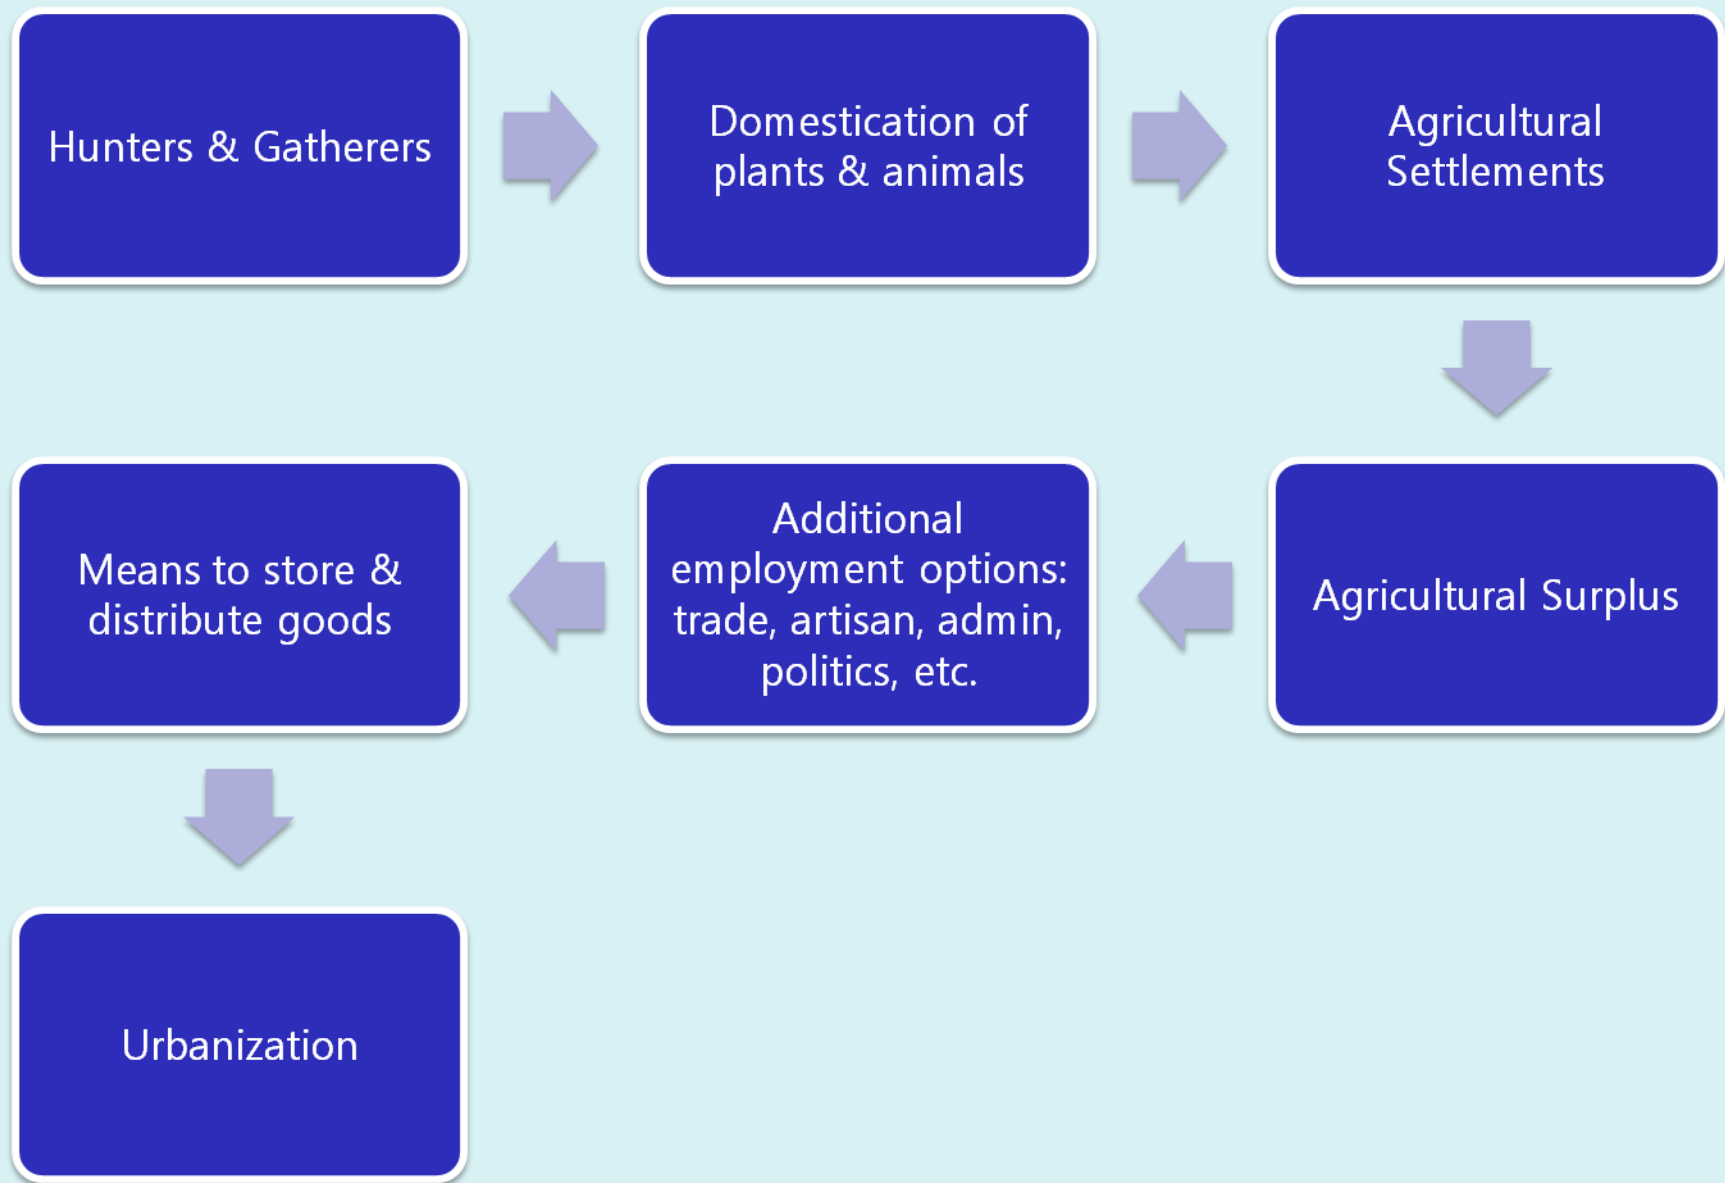 Hunters & Gatherers
Domestication of
plants & animals
Agricultural
Settlements
Agricultural Surplus
Additional
employment options:
trade, artisan, admin,
politics, etc.
Means to store &
distribute goods
Urbanization